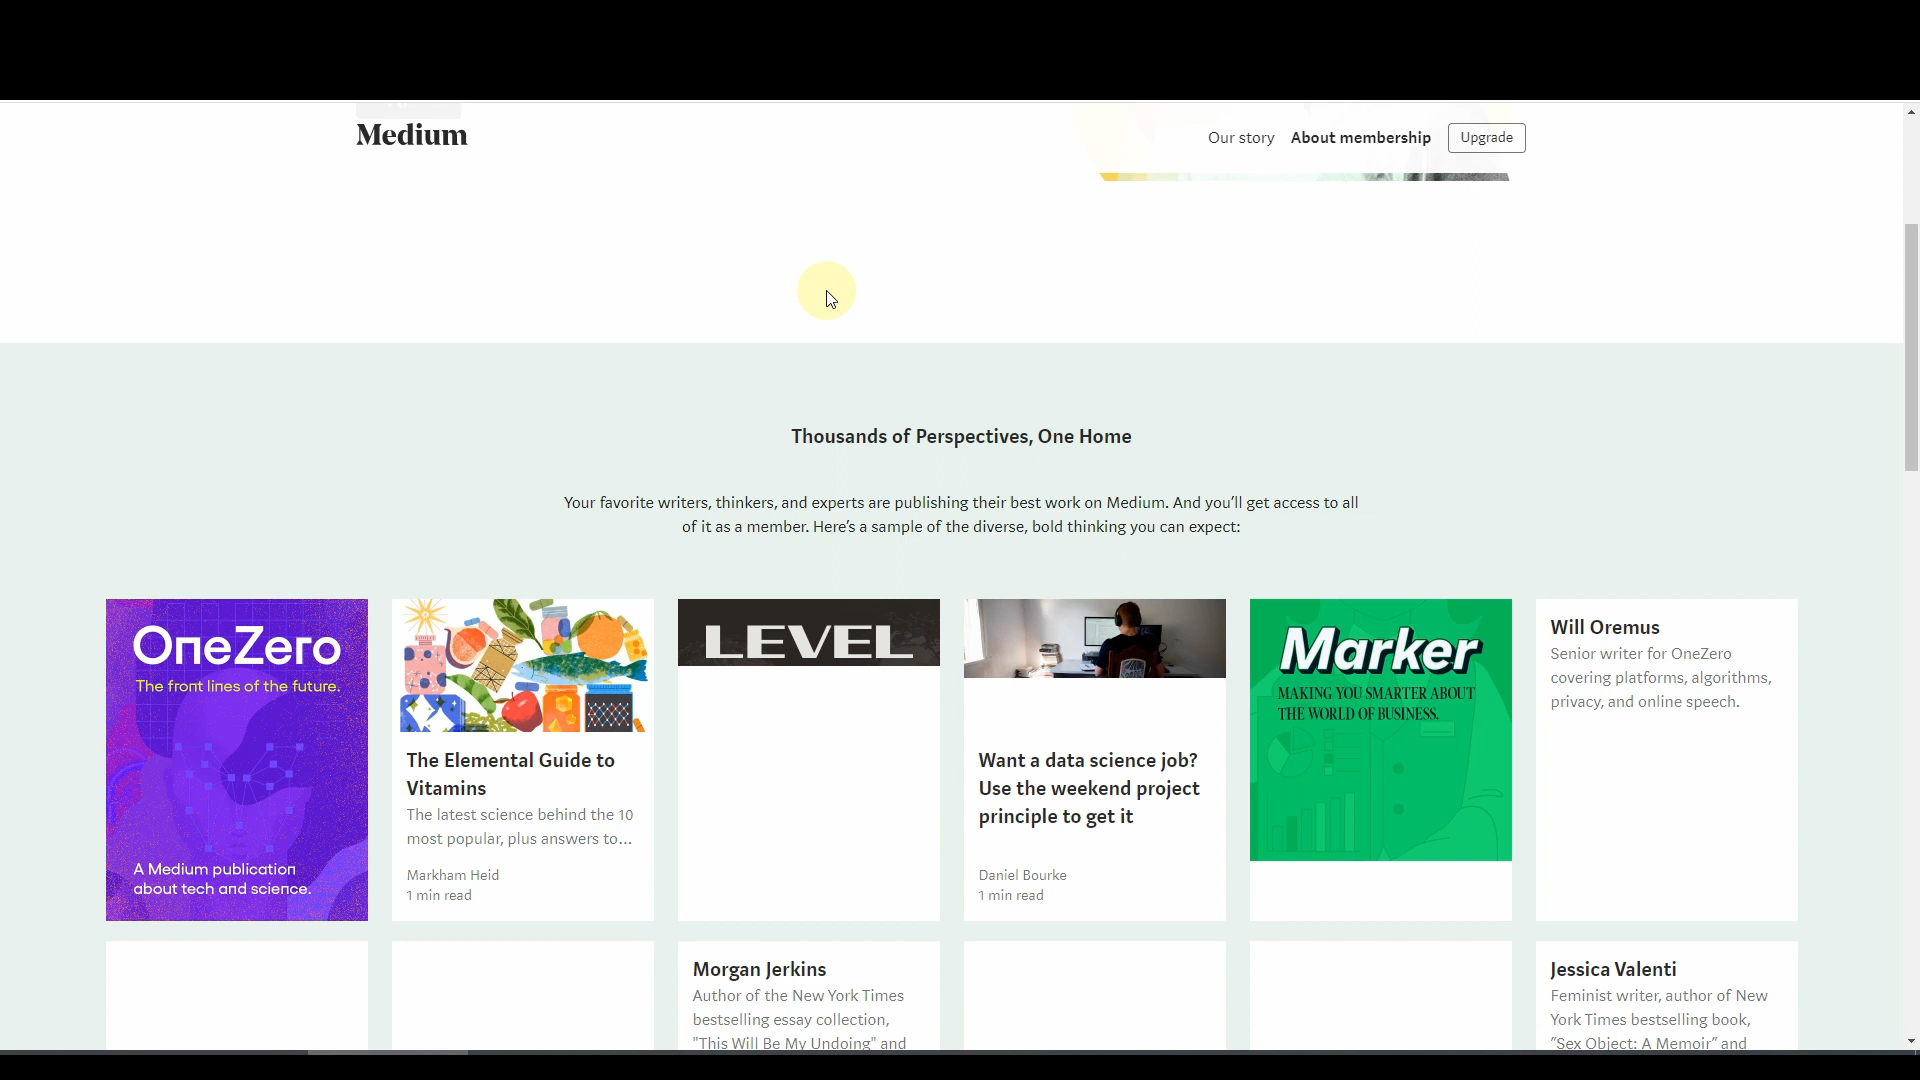 Medium
Our story
About membership
Upgrade
Thousands of Perspectives, One Home
Your favorite writers, thinkers, and experts are publishing their best work on Medium. And you'll get access to all
of it as a member. Here's a sample of the diverse, bold thinking you can expect:
OneZero
The front lines of the future.
A Medium publication
about tech and science.
The Elemental Guide to
Vitamins
The latest science behind the 10
most popular, plus answers to...
Markham Heid
1 min read
LEVEL
Want a data science job?
Use the weekend project
principle to get it
Daniel Bourke
1 min read
Marker
MAKING YOU SMARTER ABOUT
THE WORLD OF BUSINESS.
Will Oremus
Senior writer for OneZero
covering platforms, algorithms,
privacy, and online speech.
Morgan Jerkins
Author of the New York Times
bestselling essay collection,
"This Will Be My Undoing" and
Jessica Valenti
Feminist writer, author of New
York Times bestselling book,
"Sex Object: A Memoir" and